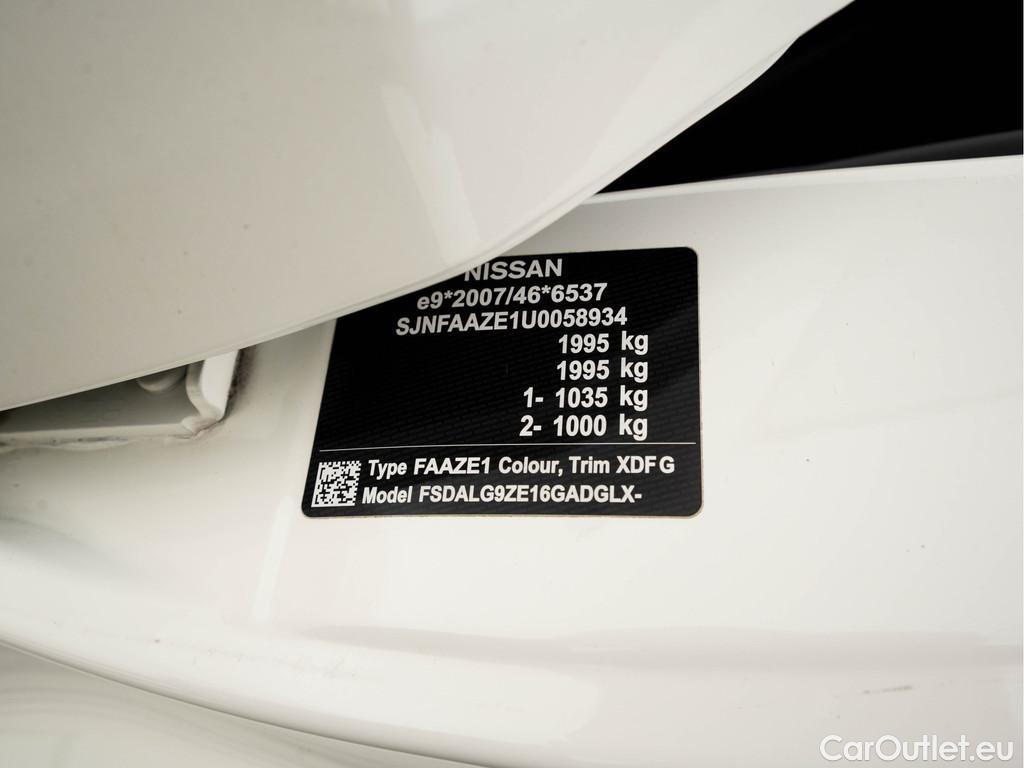 NISSAN
e9*2007/46*6537
SJNFAAZE1U0058934
1995 kg
1995 kg
1- 1035 kg
2- 1000 kg
Type FAAZE1 Colour, Trim XDF G
Model FSDALG9ZE16GADGLX-
CarOutlet.eu